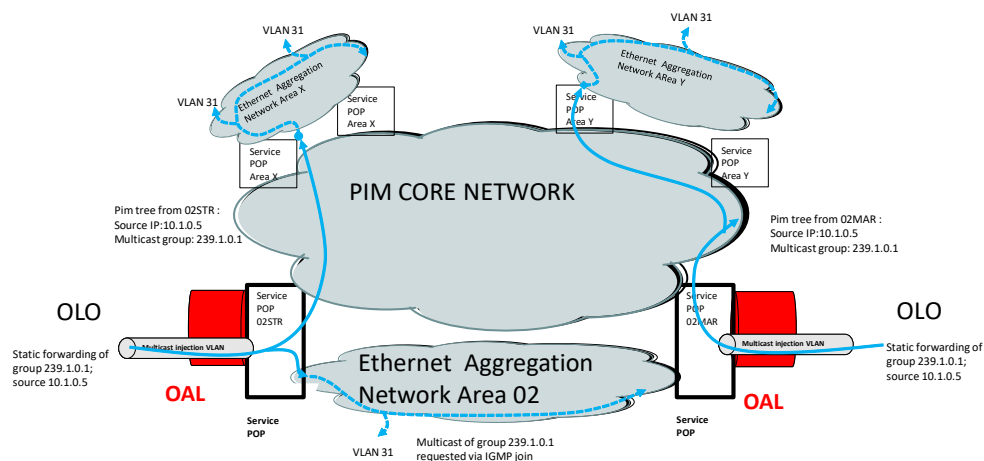 VLAN 31
VLAN 31
VLAN 31
VLAN 31
Ethernet Aggregation
Network Area X
Ethernet Aggregation
Network ARea Y
Service
POP
Area X
Service
POP
Area Y
Service
POP
Area X
Service
POP
Area Y
PIM CORE NETWORK
Pim tree from 02STR :
Source IP:10.1.0.5
Multicast group: 239.1.0.1
Pim tree from 02MAR :
Source IP:10.1.0.5
Multicast group: 239.1.0.1
OLO
Service
POP
02STR
Service
POP
02MAR
OLO
Multicast injection VLAN
Multicast injection VLAN
Static forwarding of
group 239.1.0.1;
source 10.1.0.5
OAL
Ethernet Aggregation
Network Area 02
OAL
Static forwarding of
group 239.1.0.1;
source 10.1.0.5
Service
POP
Service
POP
VLAN 31
Multicast of group 239.1.0.1
requested via IGMP join